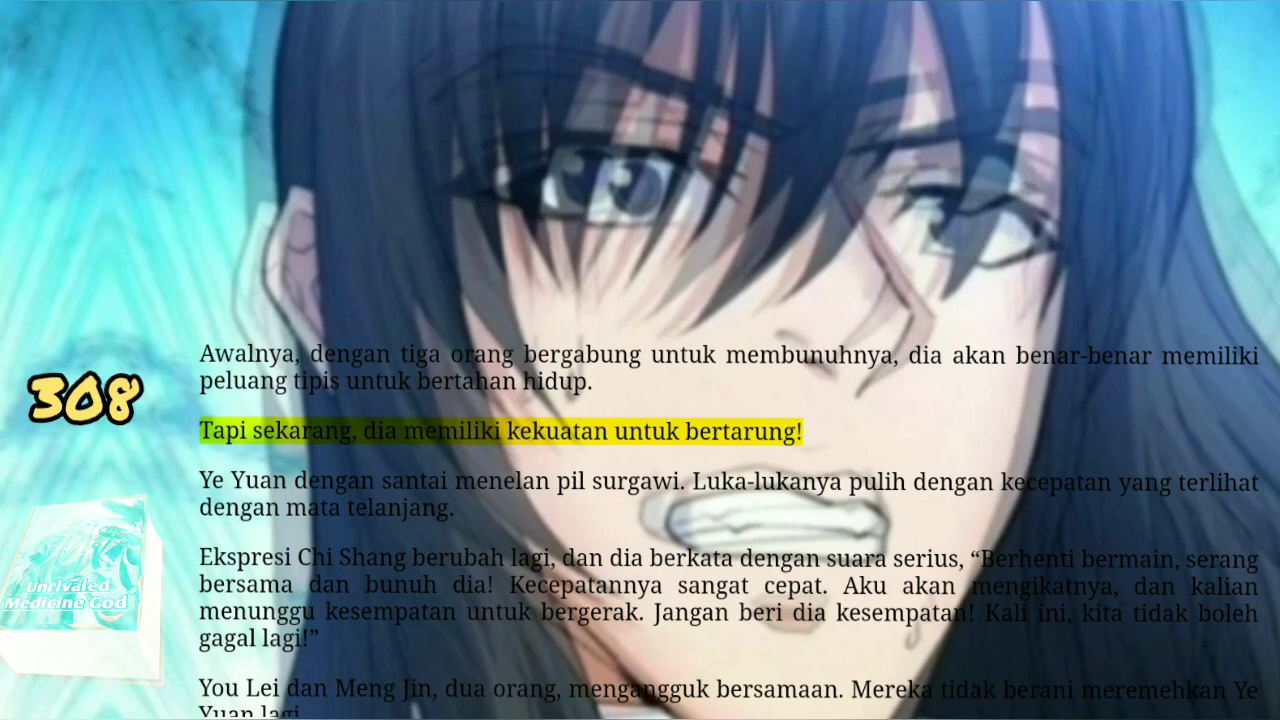 Awalnya, dengan tiga orang bergabung untuk membunuhnya, dia akan benar-benar memiliki
peluang tipis untuk bertahan hidup.
308
Tapi sekarang, dia memiliki kekuatan untuk bertarung!
Ye Yuan dengan santai menelan pil surgawi. Luka-lukanya pulih dengan kecepatan yang terlihat
dengan mata telanjang.
Ekspresi Chi Shang berubah lagi, dan dia berkata dengan suara serius, “Berhenti bermain, serang
bersama dan bunuh dia! Kecepatannya sangat cepat. Aku akan mengikatnya, dan kalian
menunggu kesempatan untuk bergerak. Jangan beri dia kesempatan! Kali ini, kita tidak boleh
gagal lagi!”
Unrivaled
Medicine God
You Lei dan Meng Jin, dua orang, mengangguk bersamaan. Mereka tidak berani meremehkan Ye
Yuan lagi